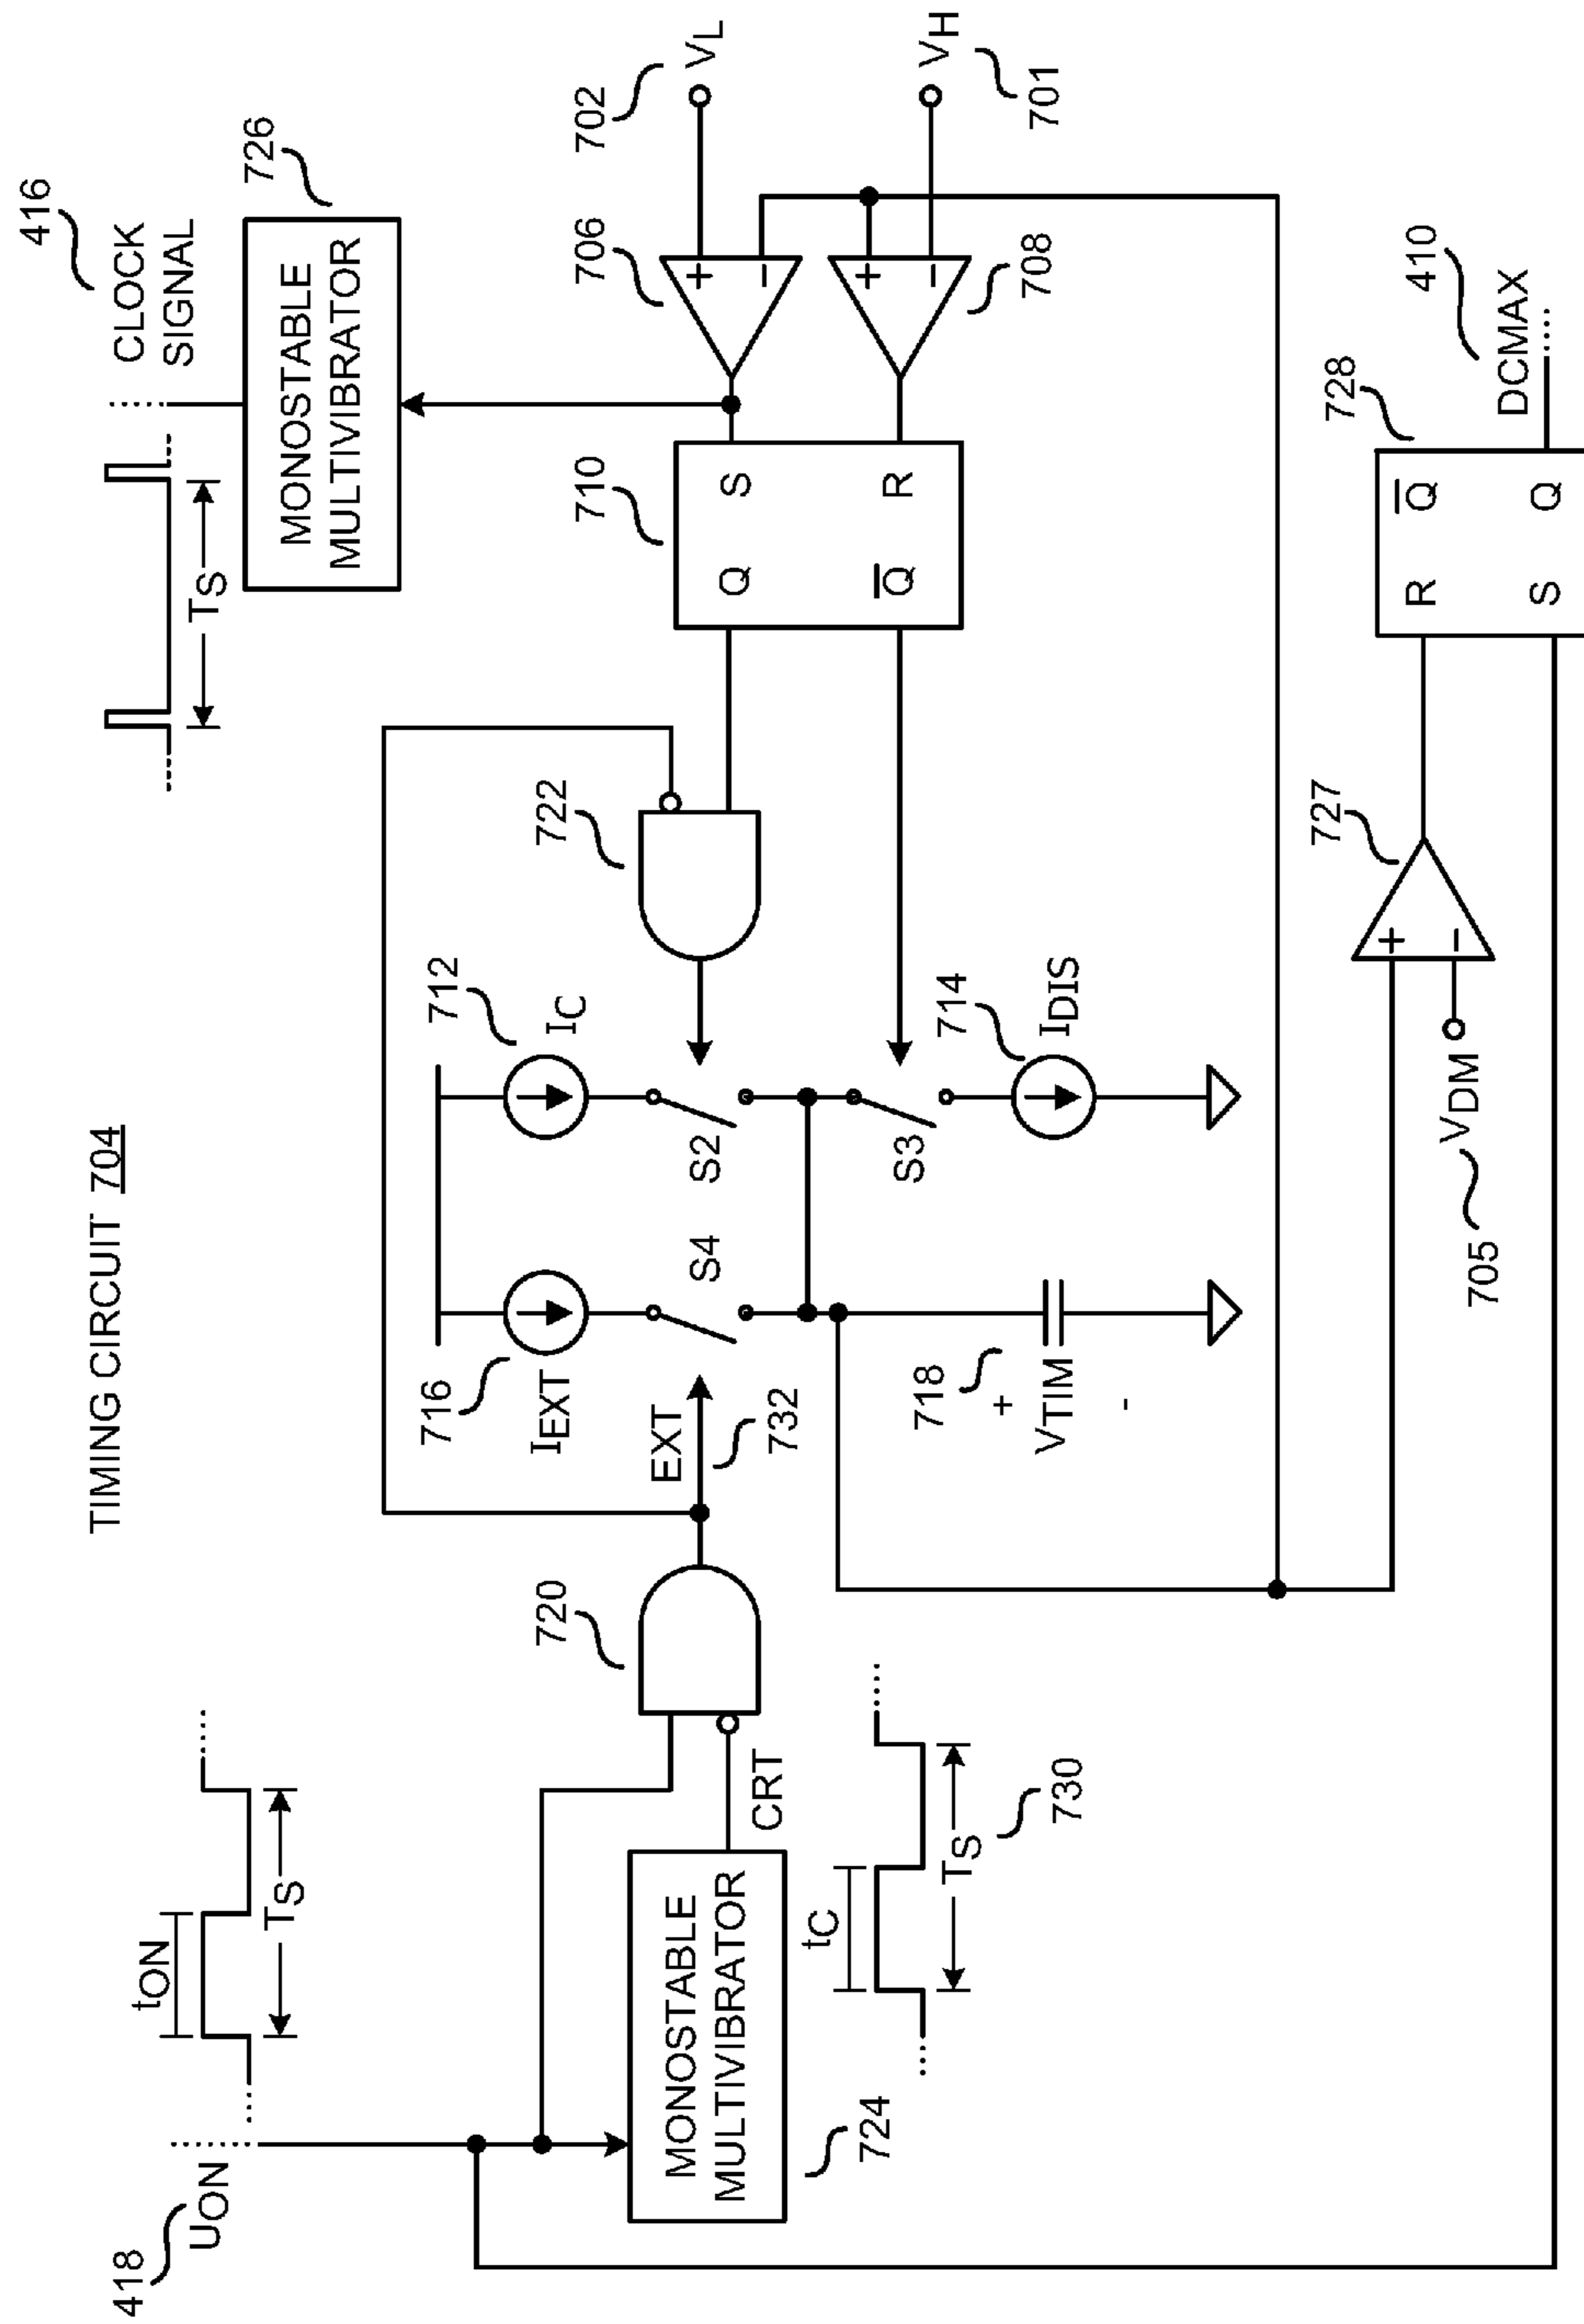 TIMING CIRCUIT 704
418
UON
tON
TS
MONOSTABLE
MULTIVIBRATOR
724
CRT
tC
TS
730
720
EXT
732
716
IEXT
S4
718
+
VTIM
-
712
IC
S2
S3
714
IDIS
722
710
Q
S
Q
R
416
CLOCK
SIGNAL
TS
MONOSTABLE
MULTIVIBRATOR
726
706
+
-
702
VL
708
+
-
VH
701
705
VDM
727
+
-
728
R
Q
S
Q
DCMAX
410